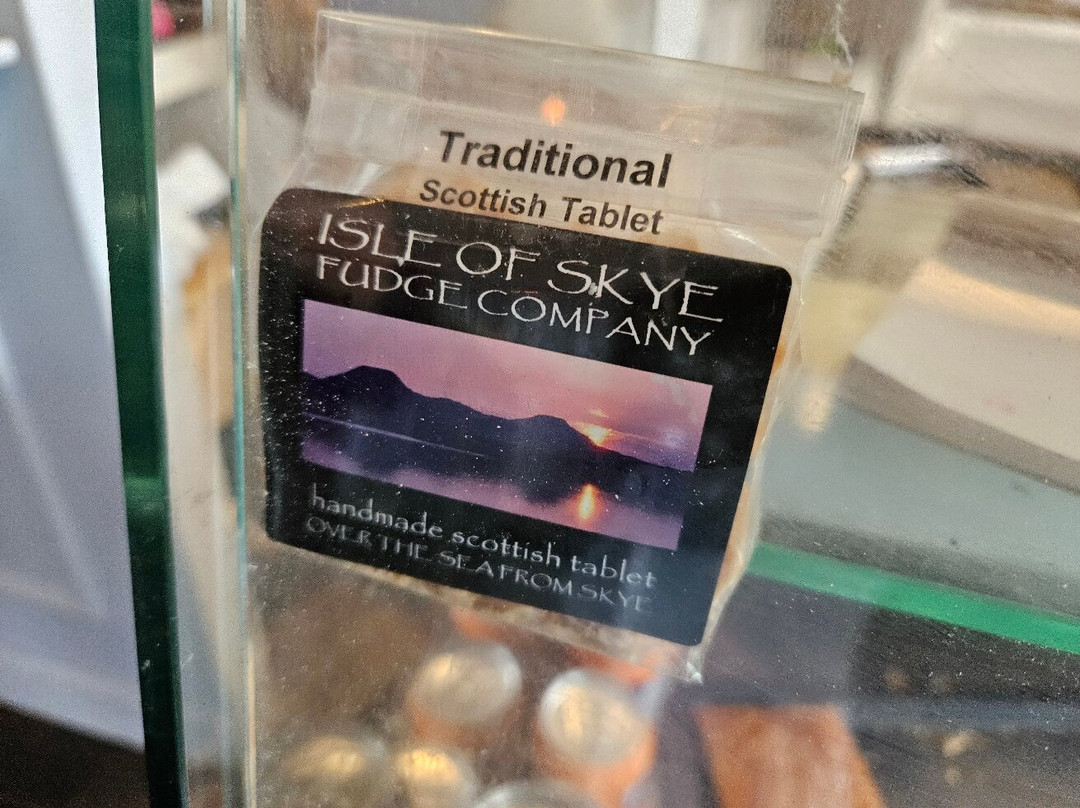 Traditional
Scottish Tablet
ISLE OF SKYE
FUDGE COMPANY
handmade scottish tablet
OVER THE SEA FROM SKYE